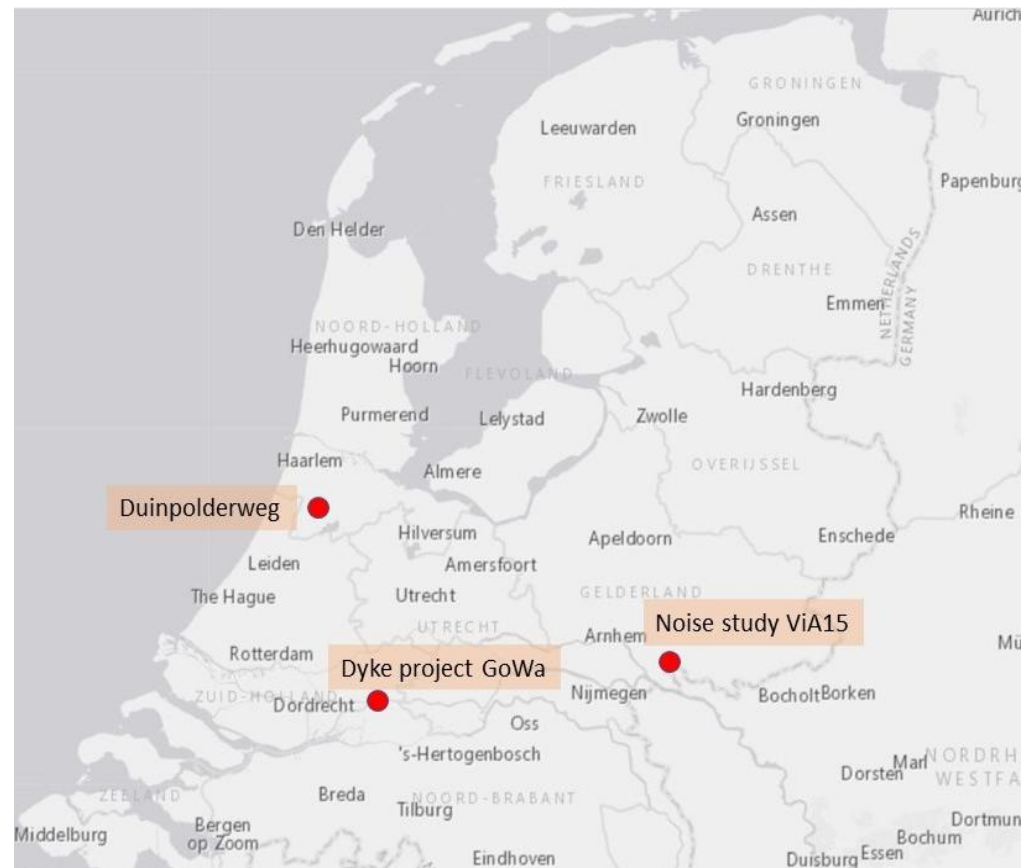 Aurich
GRONINGEN
Groningen
Leeuwarden
FRIESLAND
Papenburg
Assen
Den Helder
DRENTHE
NETHERLANDS
GERMANY
Emmen
NOORD-HOLLAND
Heerhugowaard
Hoorn
FLEVOLAND
Hardenberg
Purmerend
Lelystad
Zwolle
Haarlem
Almere
OVERIJSSEL
Duinpolderweg
Hilversum
Rheine
Apeldoorn
Enschede
Leiden
Amersfoort
The Hague
Utrecht
GELDERLAND
UTRECHT
Arnhem
Noise study ViA15
Rotterdam
Dyke project GoWa
Mü
ZUID-HOLLAND
Dordrecht
Nijmegen
Bocholt
Borken
Oss
's-Hertogenbosch
NORDRH
WESTFA
Marl
Dorsten
ZEELAND
Breda
NOORD-BRABANT
Tilburg
Middelburg
Bergen
op Zoom
Dortmun
Bochum
Essen
Duisburg
Eindhoven